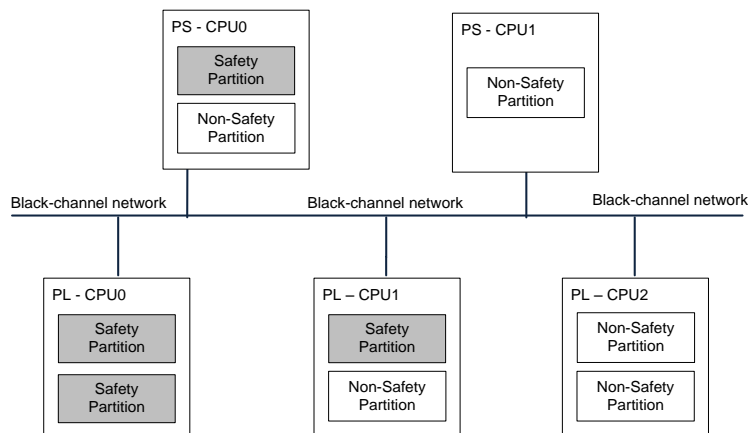 PS - CPU0
Safety
Partition
Non-Safety
Partition
PS - CPU1
Non-Safety
Partition
Black-channel network
Black-channel network
Black-channel network
PL - CPU0
Safety
Partition
Safety
Partition
PL – CPU1
Safety
Partition
Non-Safety
Partition
PL – CPU2
Non-Safety
Partition
Non-Safety
Partition